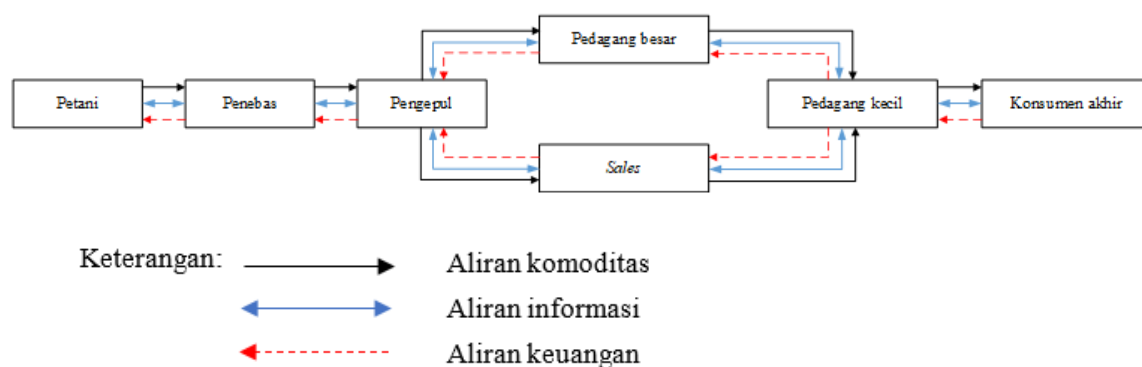 Pedagang besar
Petani
Penebas
Pengepul
Pedagang kecil
Konsumen akhir
Sales
Keterangan:
Aliran komoditas
Aliran informasi
Aliran keuangan